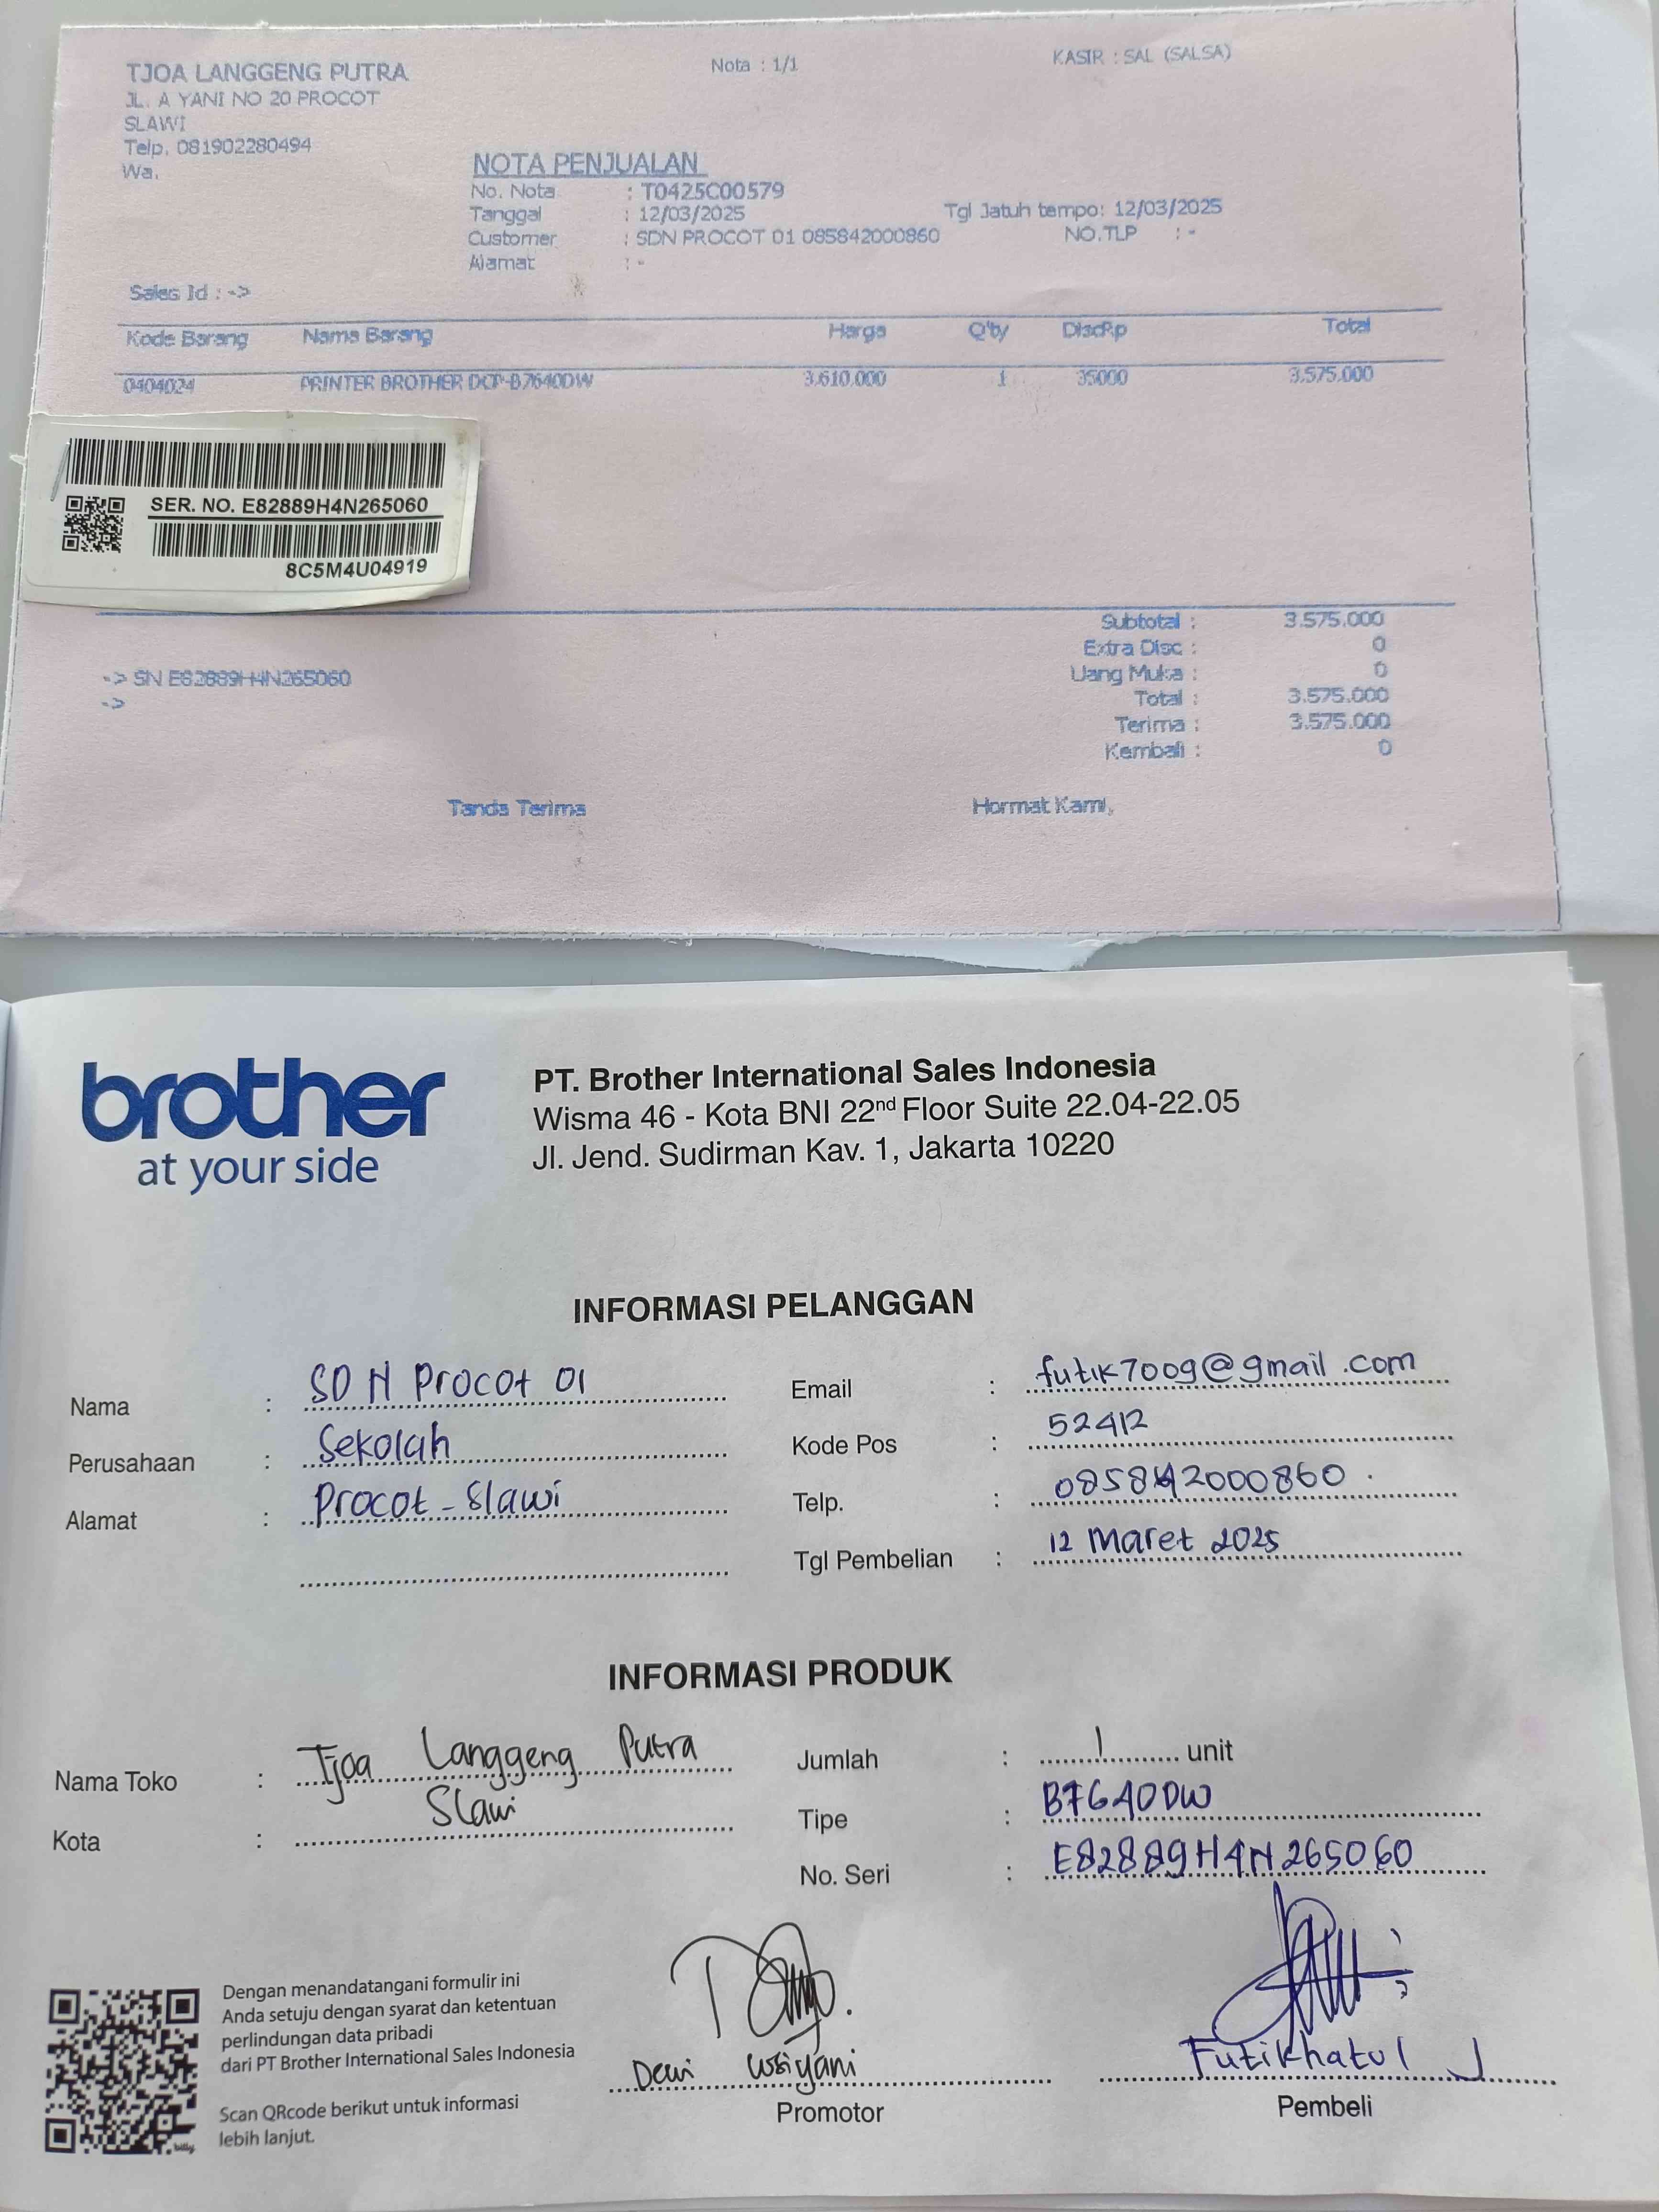 TJOA LANGGENG PUTRA
JL. A YANI NO 20 PROCOT
SLAWI
Telp. 081902280494
Wa.
Nota : 1/1
KASIR : SAL (SALSA)
NOTA PENJUALAN
No. Nota : T0425C00579
Tanggal : 12/03/2025
Tgl Jatuh tempo: 12/03/2025
Customer : SDN PROCOT 01 085842000860
NO.TLP : -
Alamat : -
Sales Id : ->
Kode Barang Nama Barang Harga Q'ty DiscRp Total
0404024 PRINTER BROTHER DCP-B7640DW 3.610.000 1 35000 3.575.000
SER. NO. E82889H4N265060
8C5M4U04919
Subtotal : 3.575.000
Extra Disc : 0
Uang Muka : 0
Total : 3.575.000
Terima : 3.575.000
Kembali : 0
-> SN E82889H4N265060
->
Tanda Terima
Hormat Kami,
brother
at your side
PT. Brother International Sales Indonesia
Wisma 46 - Kota BNI 22nd Floor Suite 22.04-22.05
Jl. Jend. Sudirman Kav. 1, Jakarta 10220
INFORMASI PELANGGAN
Nama : SD N Procot 01
Perusahaan : Sekolah
Alamat : Procot - Slawi
Email : futik7009@gmail.com
Kode Pos : 52412
Telp. : 085842000860
Tgl Pembelian : 12 Maret 2025
INFORMASI PRODUK
Nama Toko : Tjoa Langgeng Putra
Kota : Slawi
Jumlah : 1 unit
Tipe : B7640DW
No. Seri : E82889H4N265060
Dengan menandatangani formulir ini
Anda setuju dengan syarat dan ketentuan
perlindungan data pribadi
dari PT Brother International Sales Indonesia
Scan QRcode berikut untuk informasi
lebih lanjut.
Dewi
Promotor
Futikhatul J
Pembeli